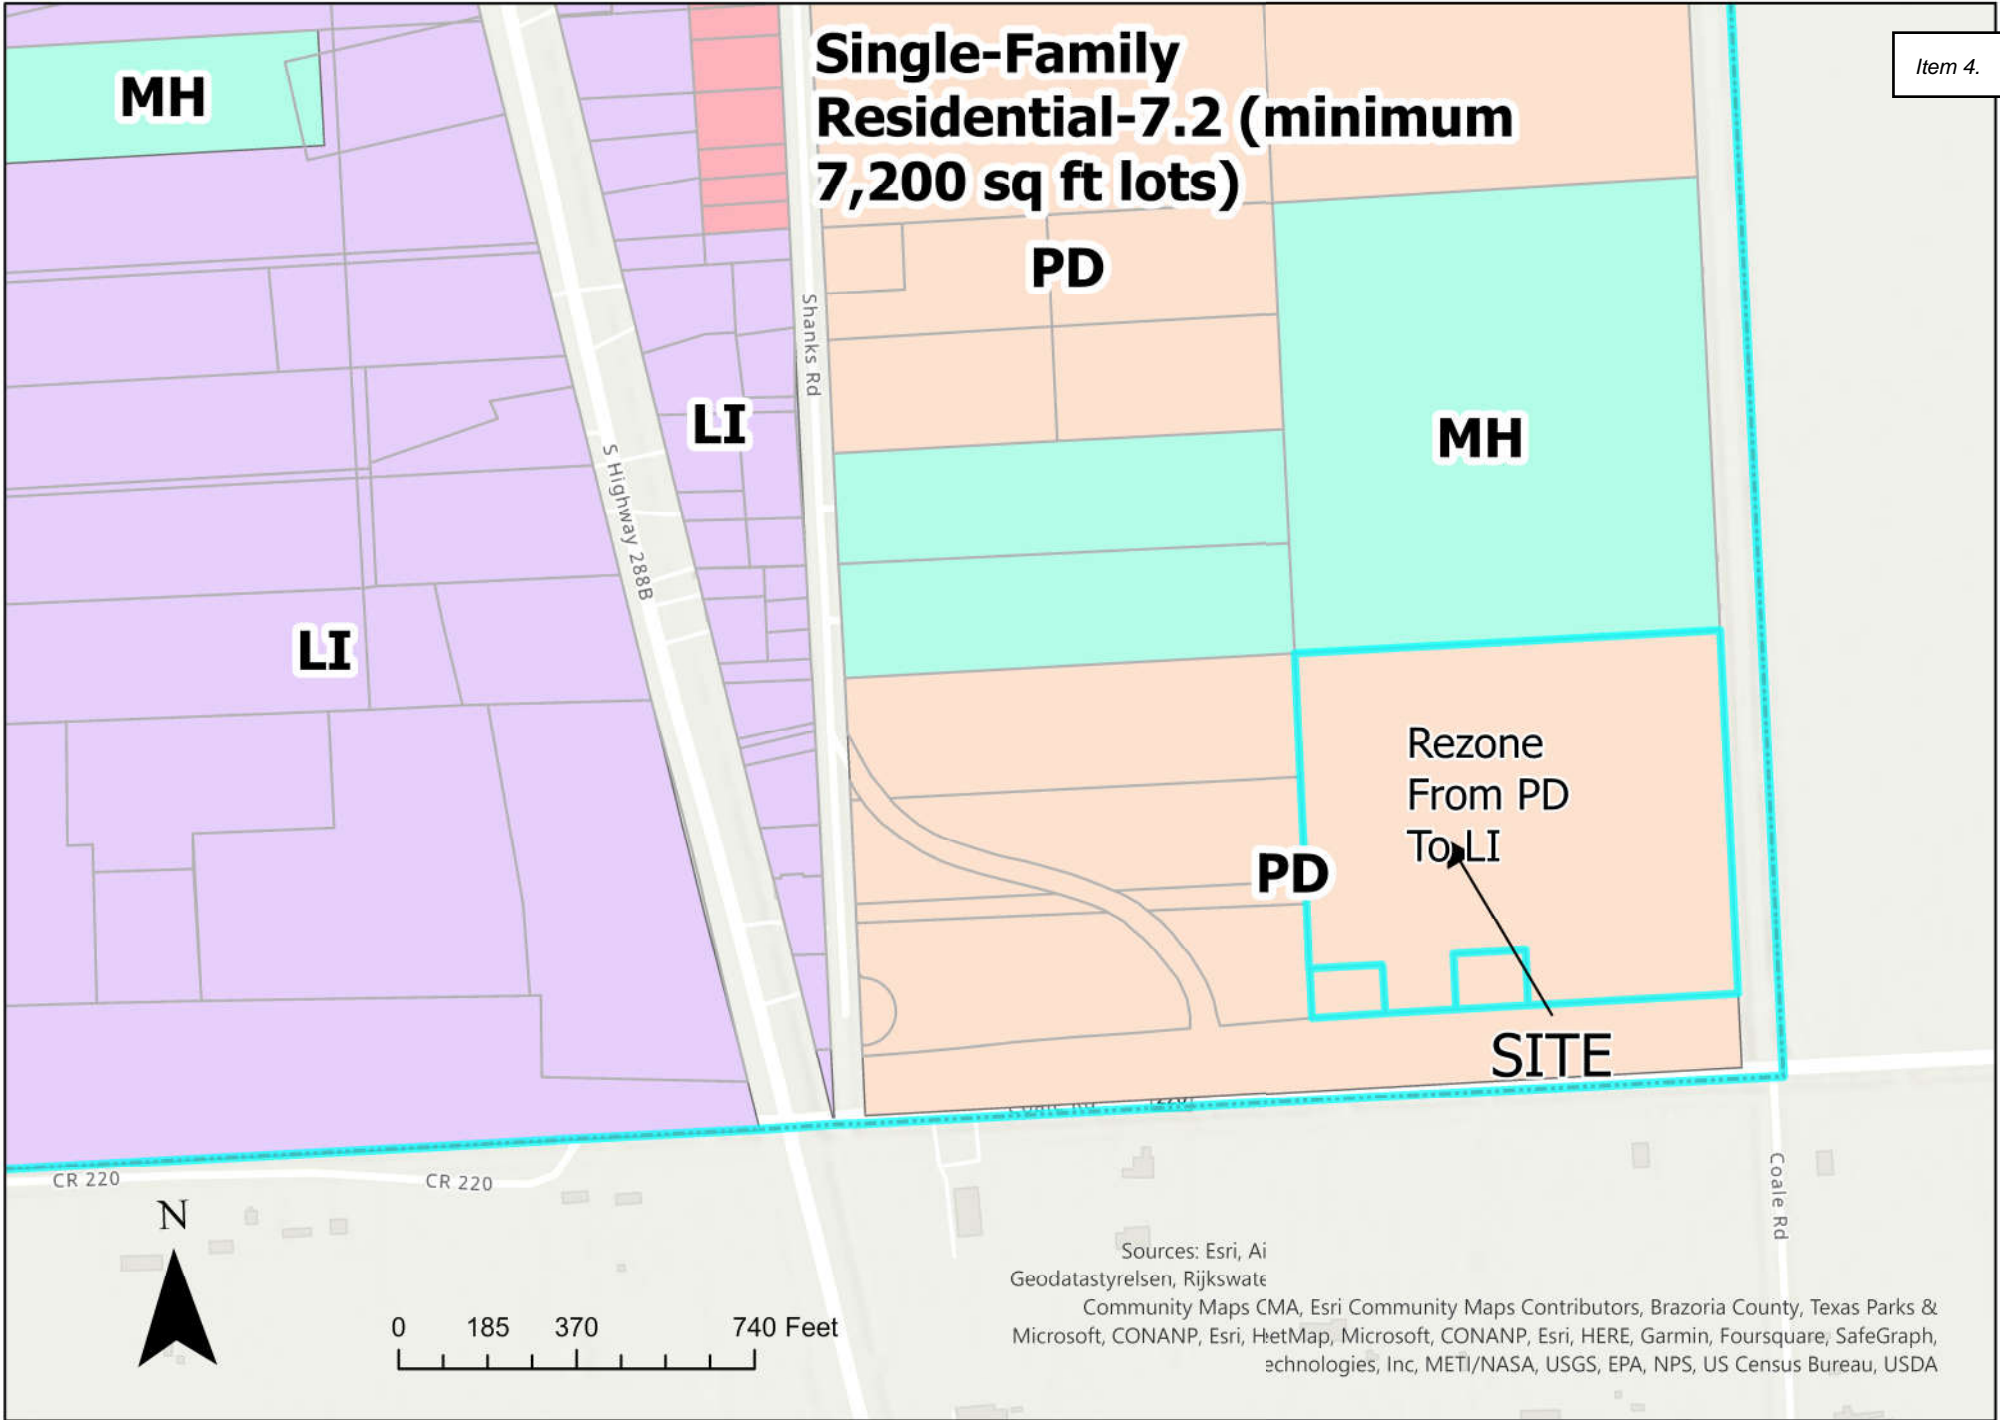 Item 4.
Single-Family
Residential-7.2 (minimum
7,200 sq ft lots)
MH
PD
Shanks Rd
LI
MH
S Highway 288B
LI
Rezone
From PD
To LI
PD
SITE
CR 220
CR 220
Coale Rd
N
0 185 370 740 Feet
Sources: Esri, Ai
Geodatastyrelsen, Rijkswate
Community Maps CMA, Esri Community Maps Contributors, Brazoria County, Texas Parks &
Microsoft, CONANP, Esri, H etMap, Microsoft, CONANP, Esri, HERE, Garmin, Foursquare, SafeGraph,
echnologies, Inc, METI/NASA, USGS, EPA, NPS, US Census Bureau, USDA